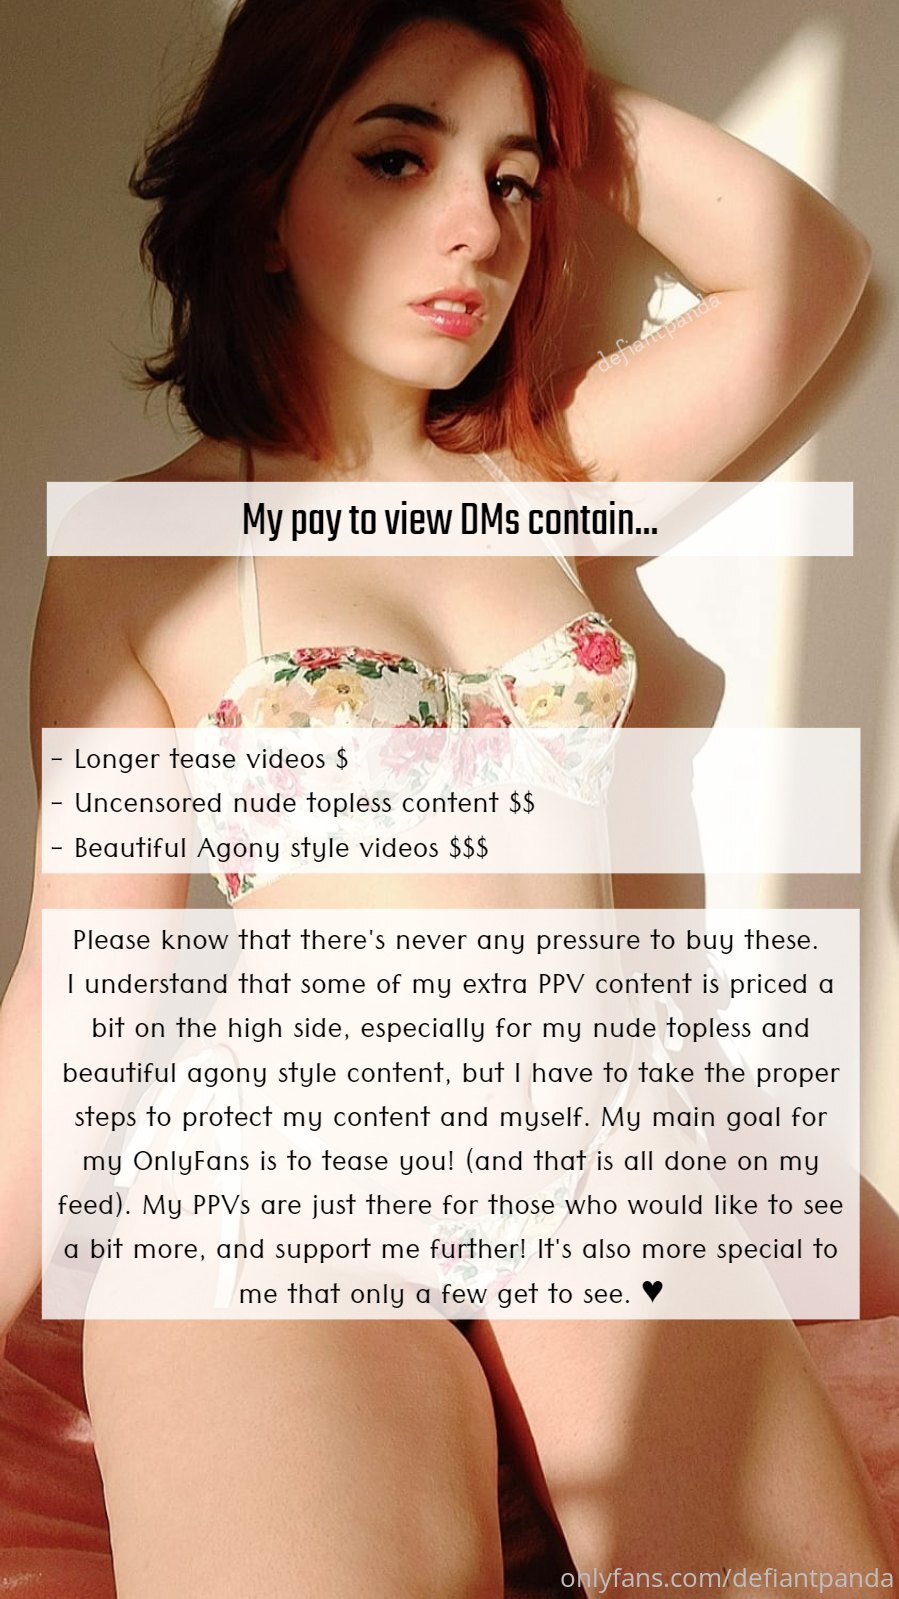 defiantpanda
My pay to view DMs contain...
- Longer tease videos $
- Uncensored nude topless content $$
- Beautiful Agony style videos $$$
Please know that there's never any pressure to buy these.
I understand that some of my extra PPV content is priced a
bit on the high side, especially for my nude topless and
beautiful agony style content, but I have to take the proper
steps to protect my content and myself. My main goal for
my OnlyFans is to tease you! (and that is all done on my
feed). My PPVs are just there for those who would like to see
a bit more, and support me further! It's also more special to
me that only a few get to see. ♥
onlyfans.com/defiantpanda